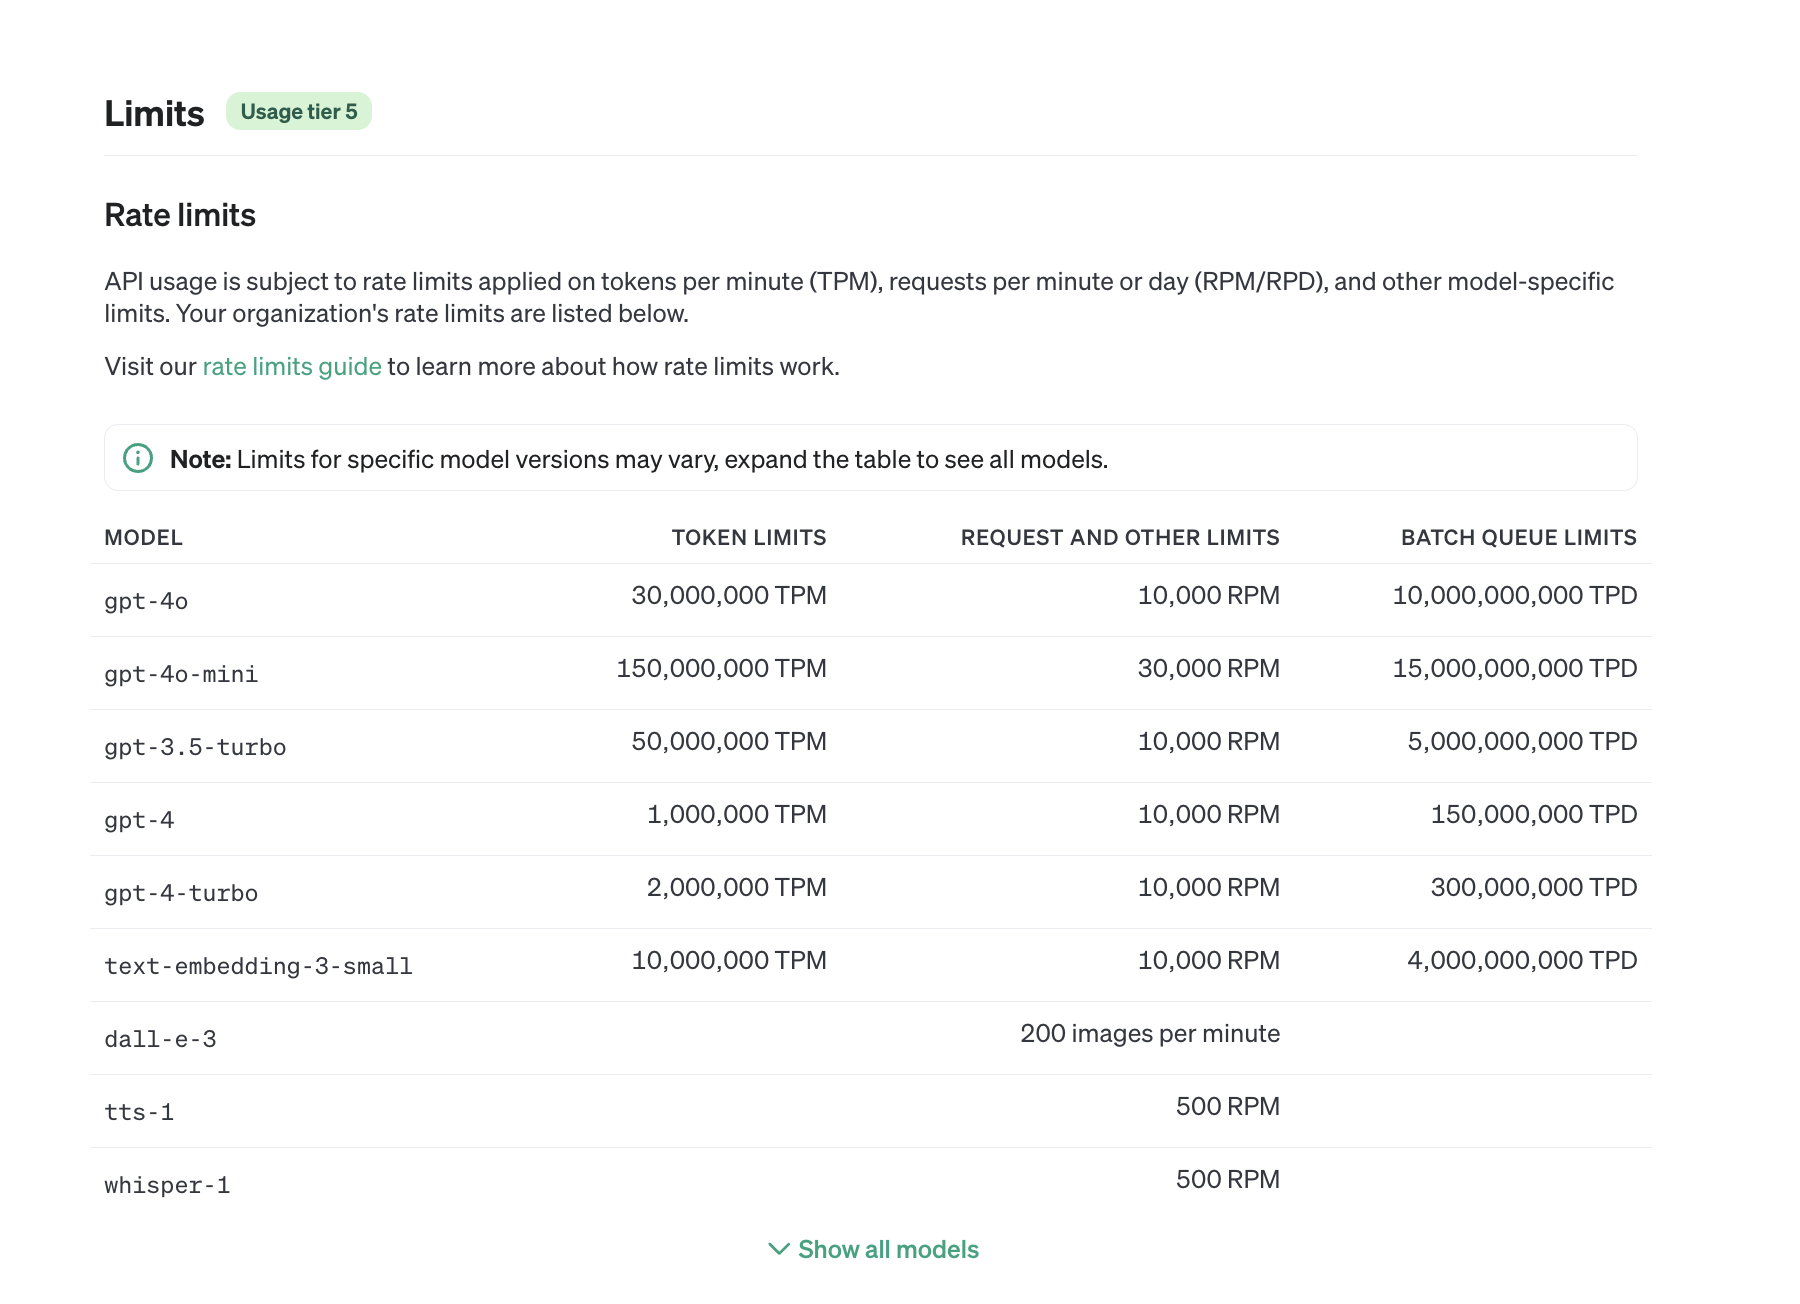 Limits Usage tier 5
Rate limits
API usage is subject to rate limits applied on tokens per minute (TPM), requests per minute or day (RPM/RPD), and other model-specific
limits. Your organization's rate limits are listed below.
Visit our rate limits guide to learn more about how rate limits work.
Note: Limits for specific model versions may vary, expand the table to see all models.
MODEL TOKEN LIMITS REQUEST AND OTHER LIMITS BATCH QUEUE LIMITS
gpt-4o 30,000,000 TPM 10,000 RPM 10,000,000,000 TPD
gpt-4o-mini 150,000,000 TPM 30,000 RPM 15,000,000,000 TPD
gpt-3.5-turbo 50,000,000 TPM 10,000 RPM 5,000,000,000 TPD
gpt-4 1,000,000 TPM 10,000 RPM 150,000,000 TPD
gpt-4-turbo 2,000,000 TPM 10,000 RPM 300,000,000 TPD
text-embedding-3-small 10,000,000 TPM 10,000 RPM 4,000,000,000 TPD
dall-e-3 200 images per minute
tts-1 500 RPM
whisper-1 500 RPM
Show all models